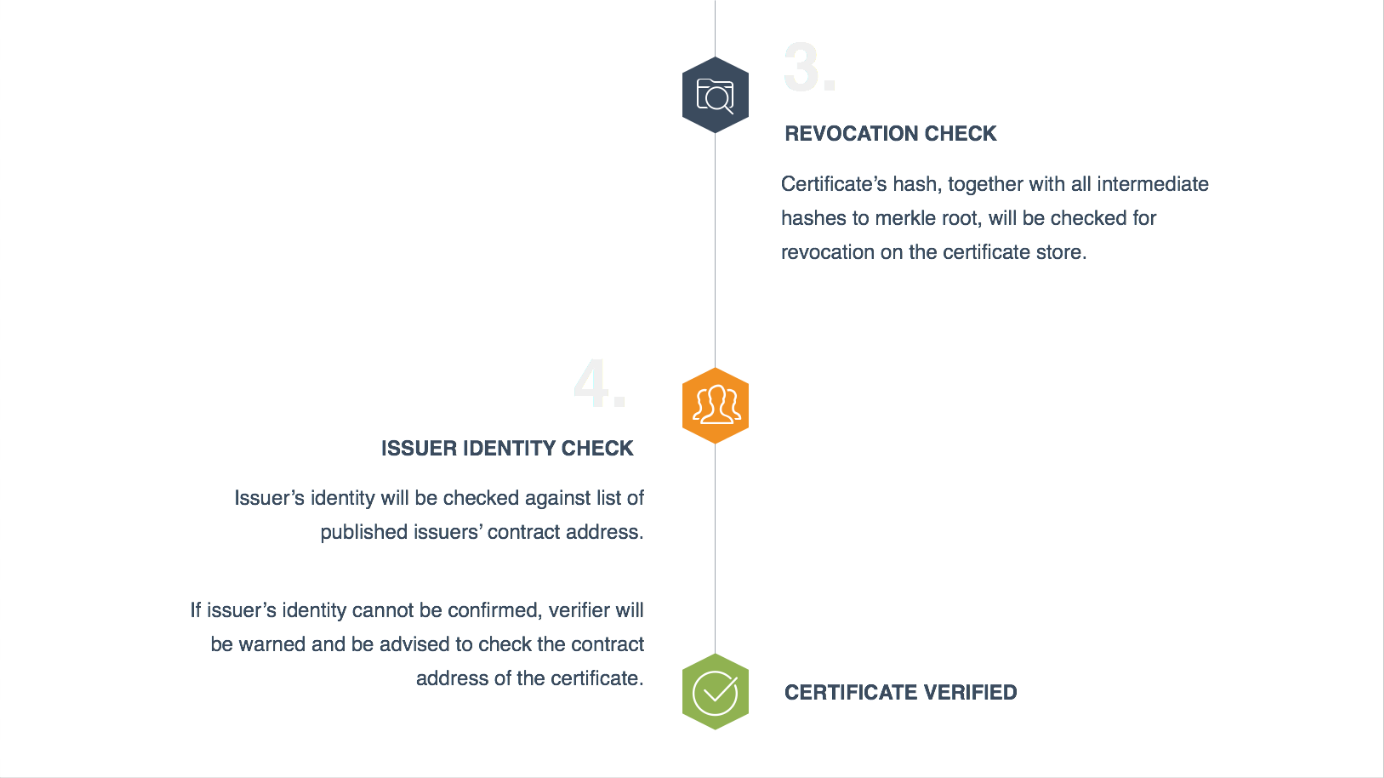 3.
REVOCATION CHECK
Certificate’s hash, together with all intermediate
hashes to merkle root, will be checked for
revocation on the certificate store.
4.
ISSUER IDENTITY CHECK
Issuer’s identity will be checked against list of
published issuers’ contract address.
If issuer’s identity cannot be confirmed, verifier will
be warned and be advised to check the contract
address of the certificate.
CERTIFICATE VERIFIED